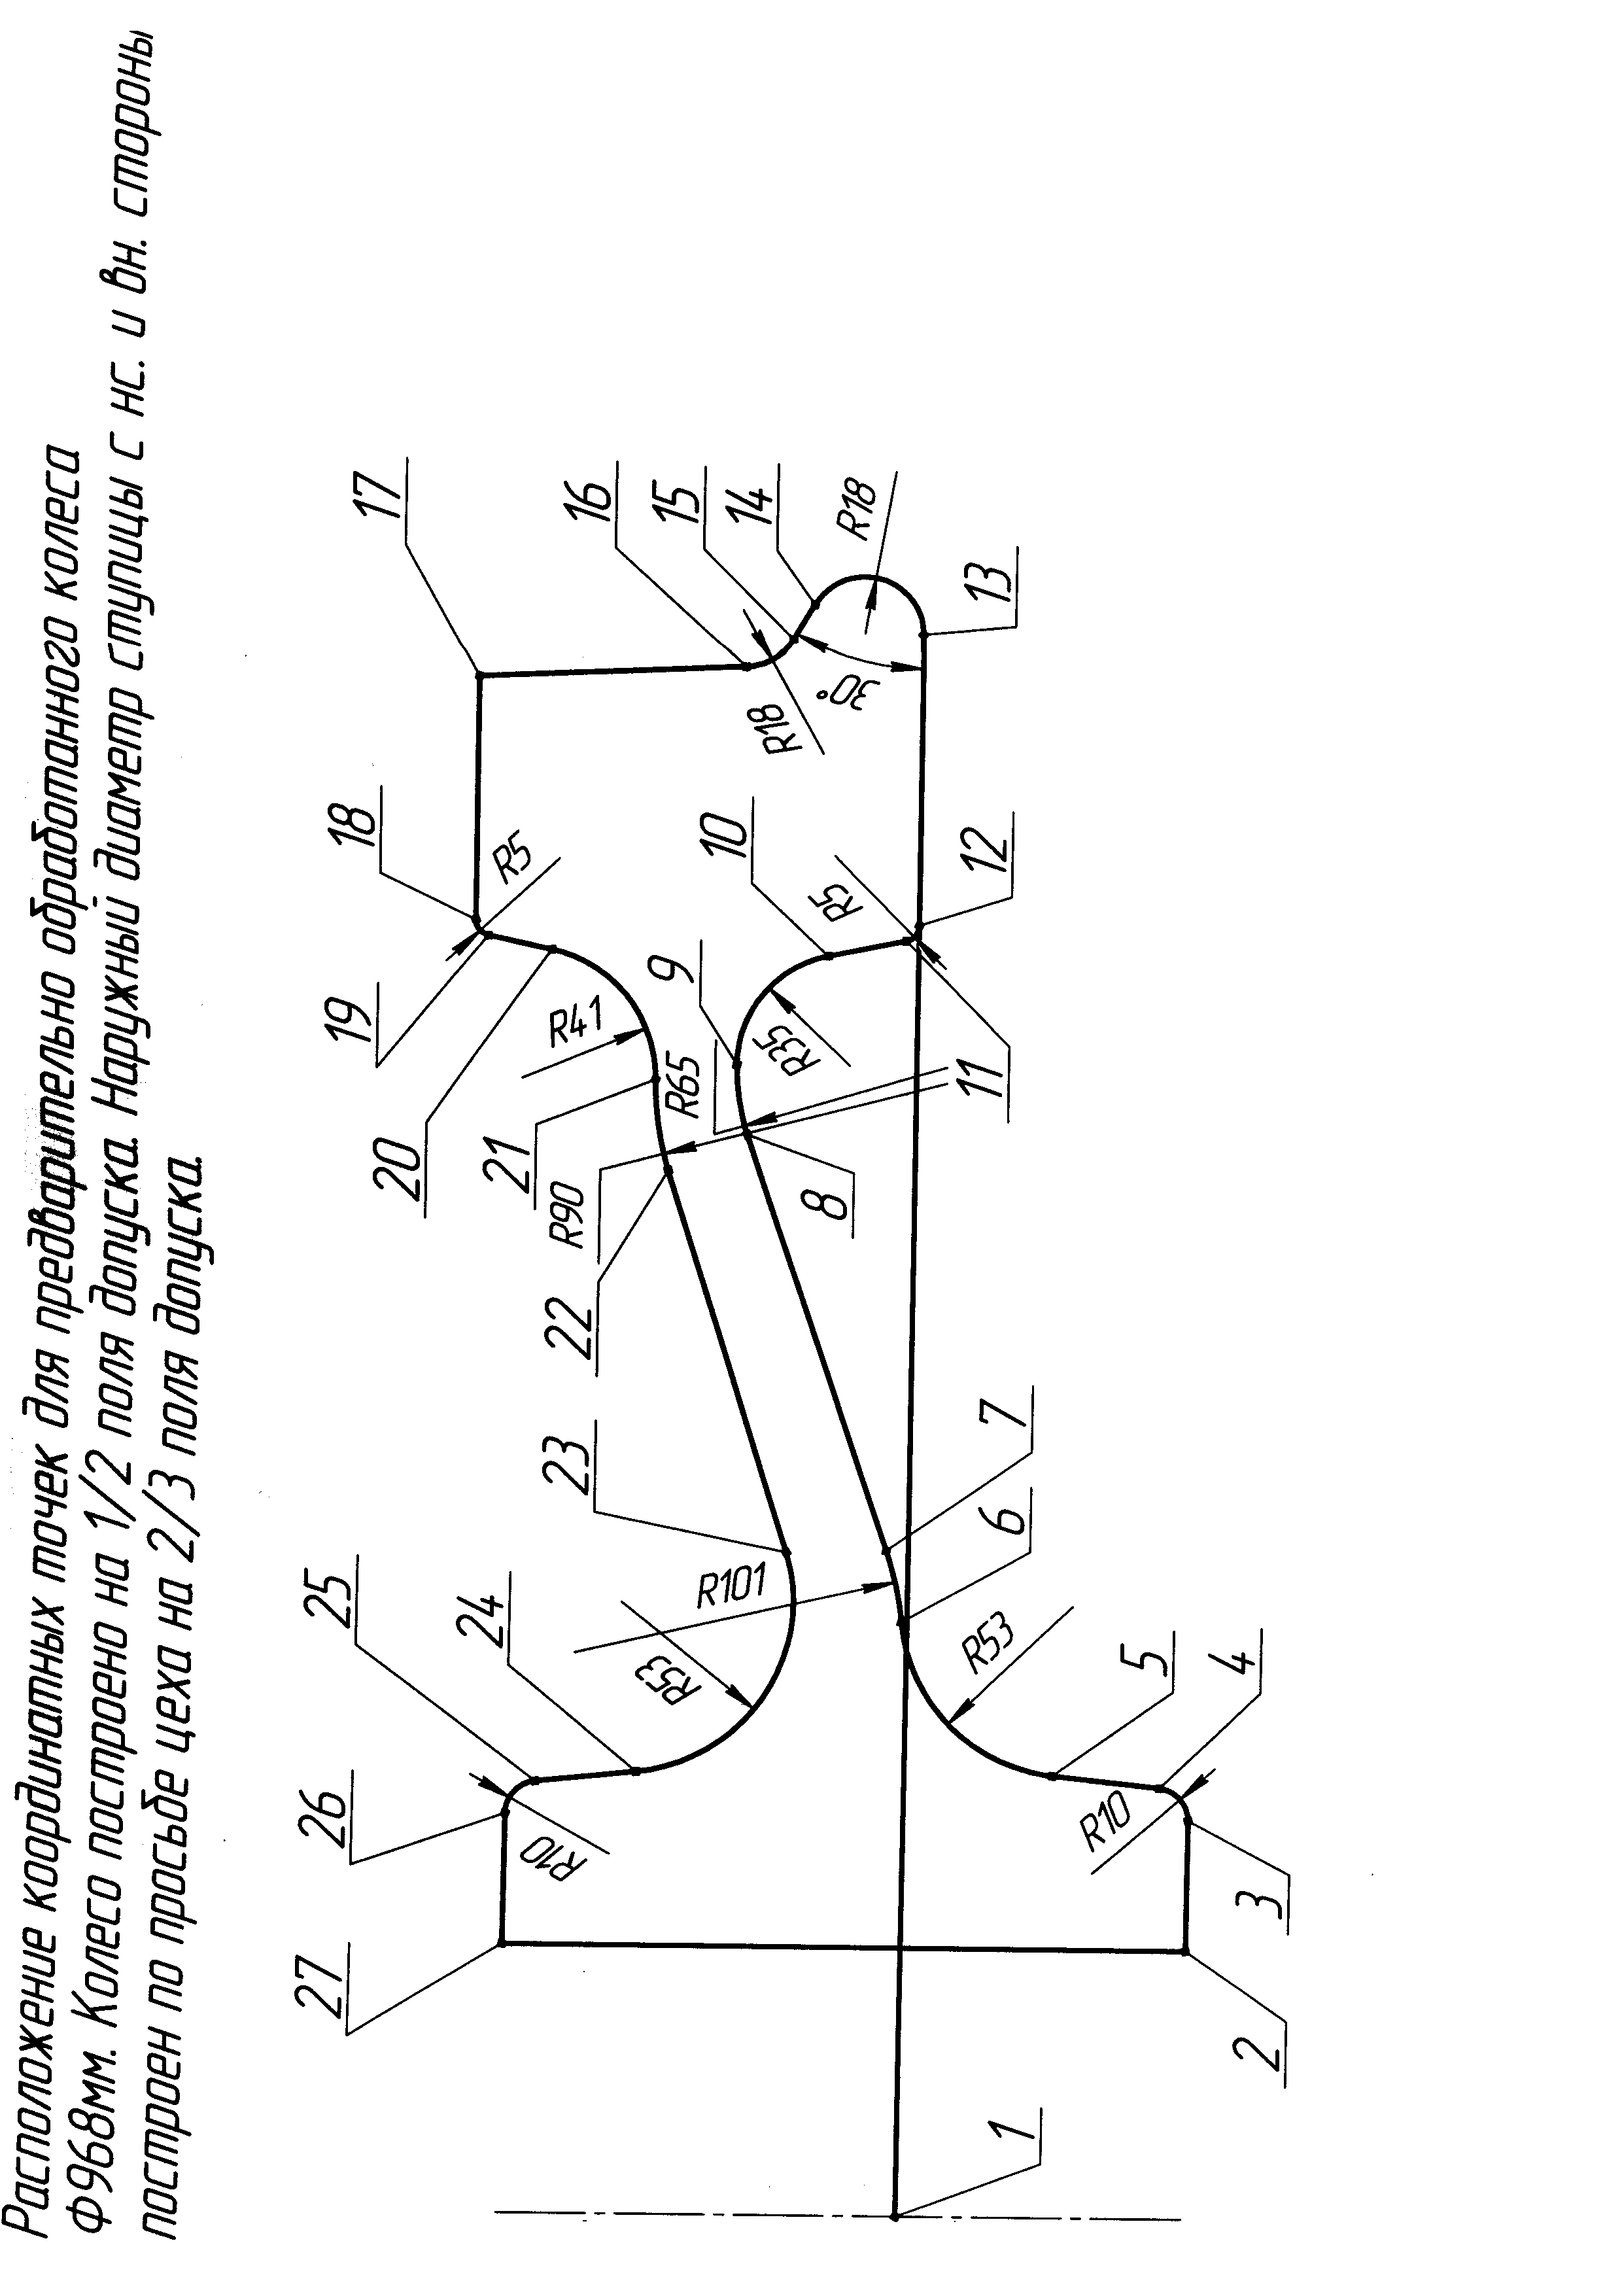 Расположение координатных точек для предварительно обработанного колеса
Ф968мм. Колесо построено на 1/2 поля допуска. Наружный диаметр ступицы с нс. и вн. стороны
построен по просьбе цеха на 2/3 поля допуска.
27
26
25
24
23
22
21
20
19
18
17
16
15
14
13
12
11
10
9
8
7
6
5
4
3
2
1
R10
R53
R101
R90
R65
R41
R5
R35
R5
R18
30°
R18
R53
R10